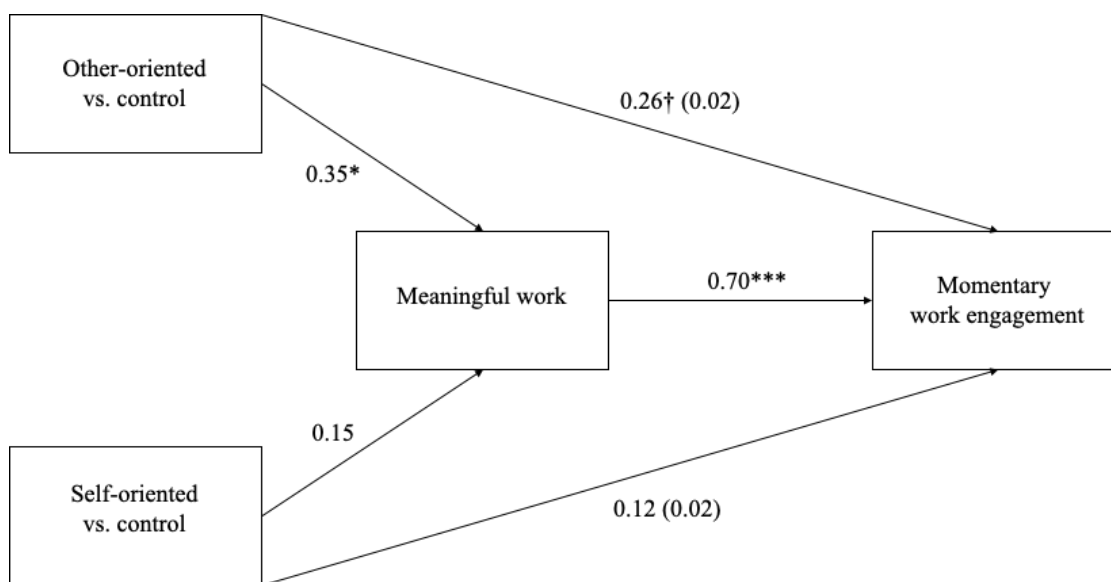 Other-oriented
vs. control
0.26† (0.02)
0.35*
Meaningful work
0.70***
Momentary
work engagement
0.15
Self-oriented
vs. control
0.12 (0.02)